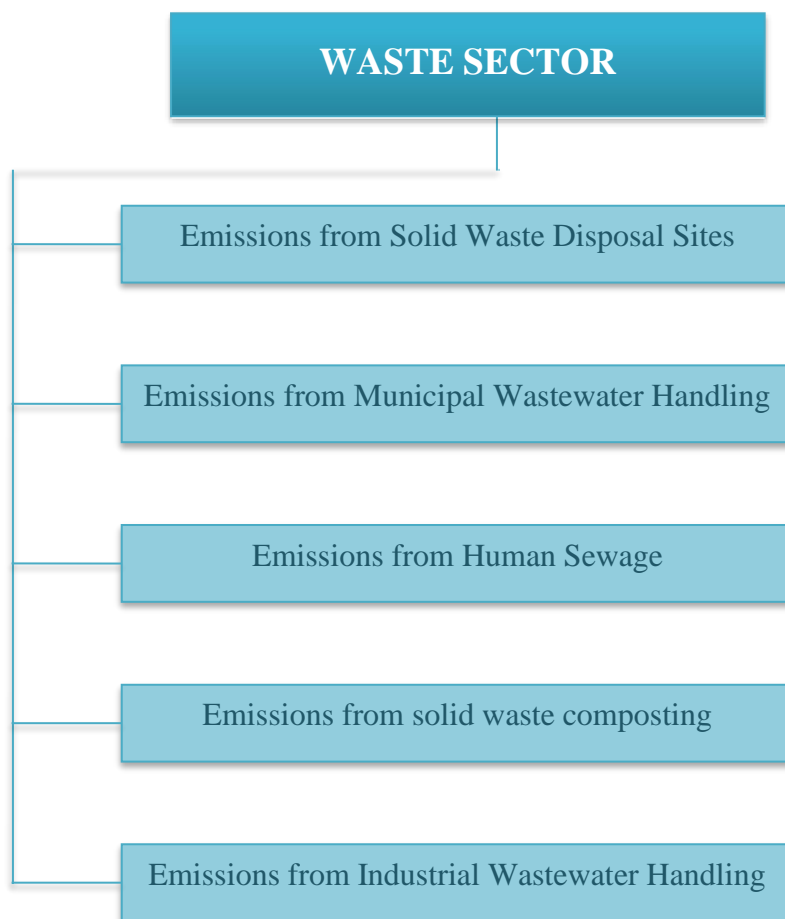 WASTE SECTOR
Emissions from Solid Waste Disposal Sites
Emissions from Municipal Wastewater Handling
Emissions from Human Sewage
Emissions from solid waste composting
Emissions from Industrial Wastewater Handling